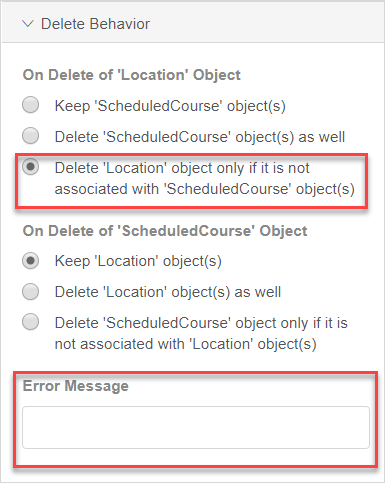 Delete Behavior
On Delete of 'Location' Object
Keep 'ScheduledCourse' object(s)
Delete 'ScheduledCourse' object(s) as well
Delete 'Location' object only if it is not
associated with 'ScheduledCourse' object(s)
On Delete of 'ScheduledCourse' Object
Keep 'Location' object(s)
Delete 'Location' object(s) as well
Delete 'ScheduledCourse' object only if it is
not associated with 'Location' object(s)
Error Message